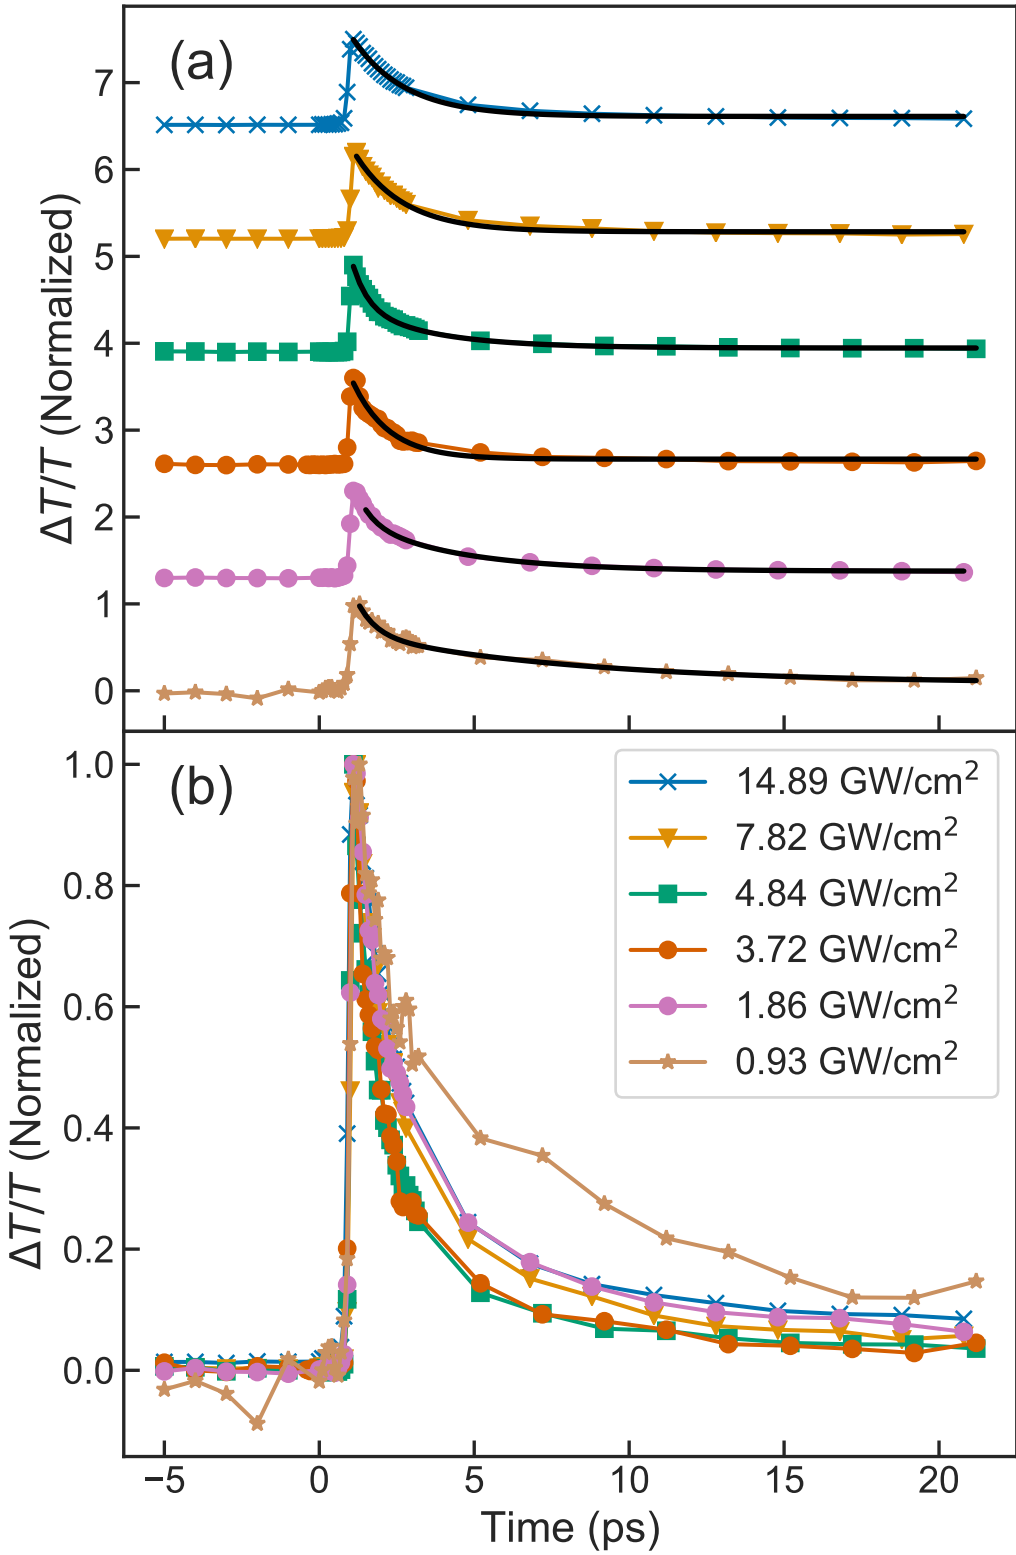 (a)
7
6
5
4
3
2
1
0
ΔT/T (Normalized)
(b)
1.0
0.8
0.6
0.4
0.2
0.0
ΔT/T (Normalized)
14.89 GW/cm²
7.82 GW/cm²
4.84 GW/cm²
3.72 GW/cm²
1.86 GW/cm²
0.93 GW/cm²
−5 0 5 10 15 20
Time (ps)